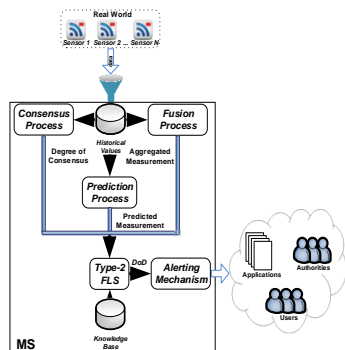 Real World
Sensor 1 Sensor 2 ... Sensor N
Data
Consensus Process
Fusion Process
Historical Values
Degree of Consensus
Aggregated Measurement
Prediction Process
Predicted Measurement
Type-2 FLS
DoD
Alerting Mechanism
Knowledge Base
MS
Applications
Authorities
Users